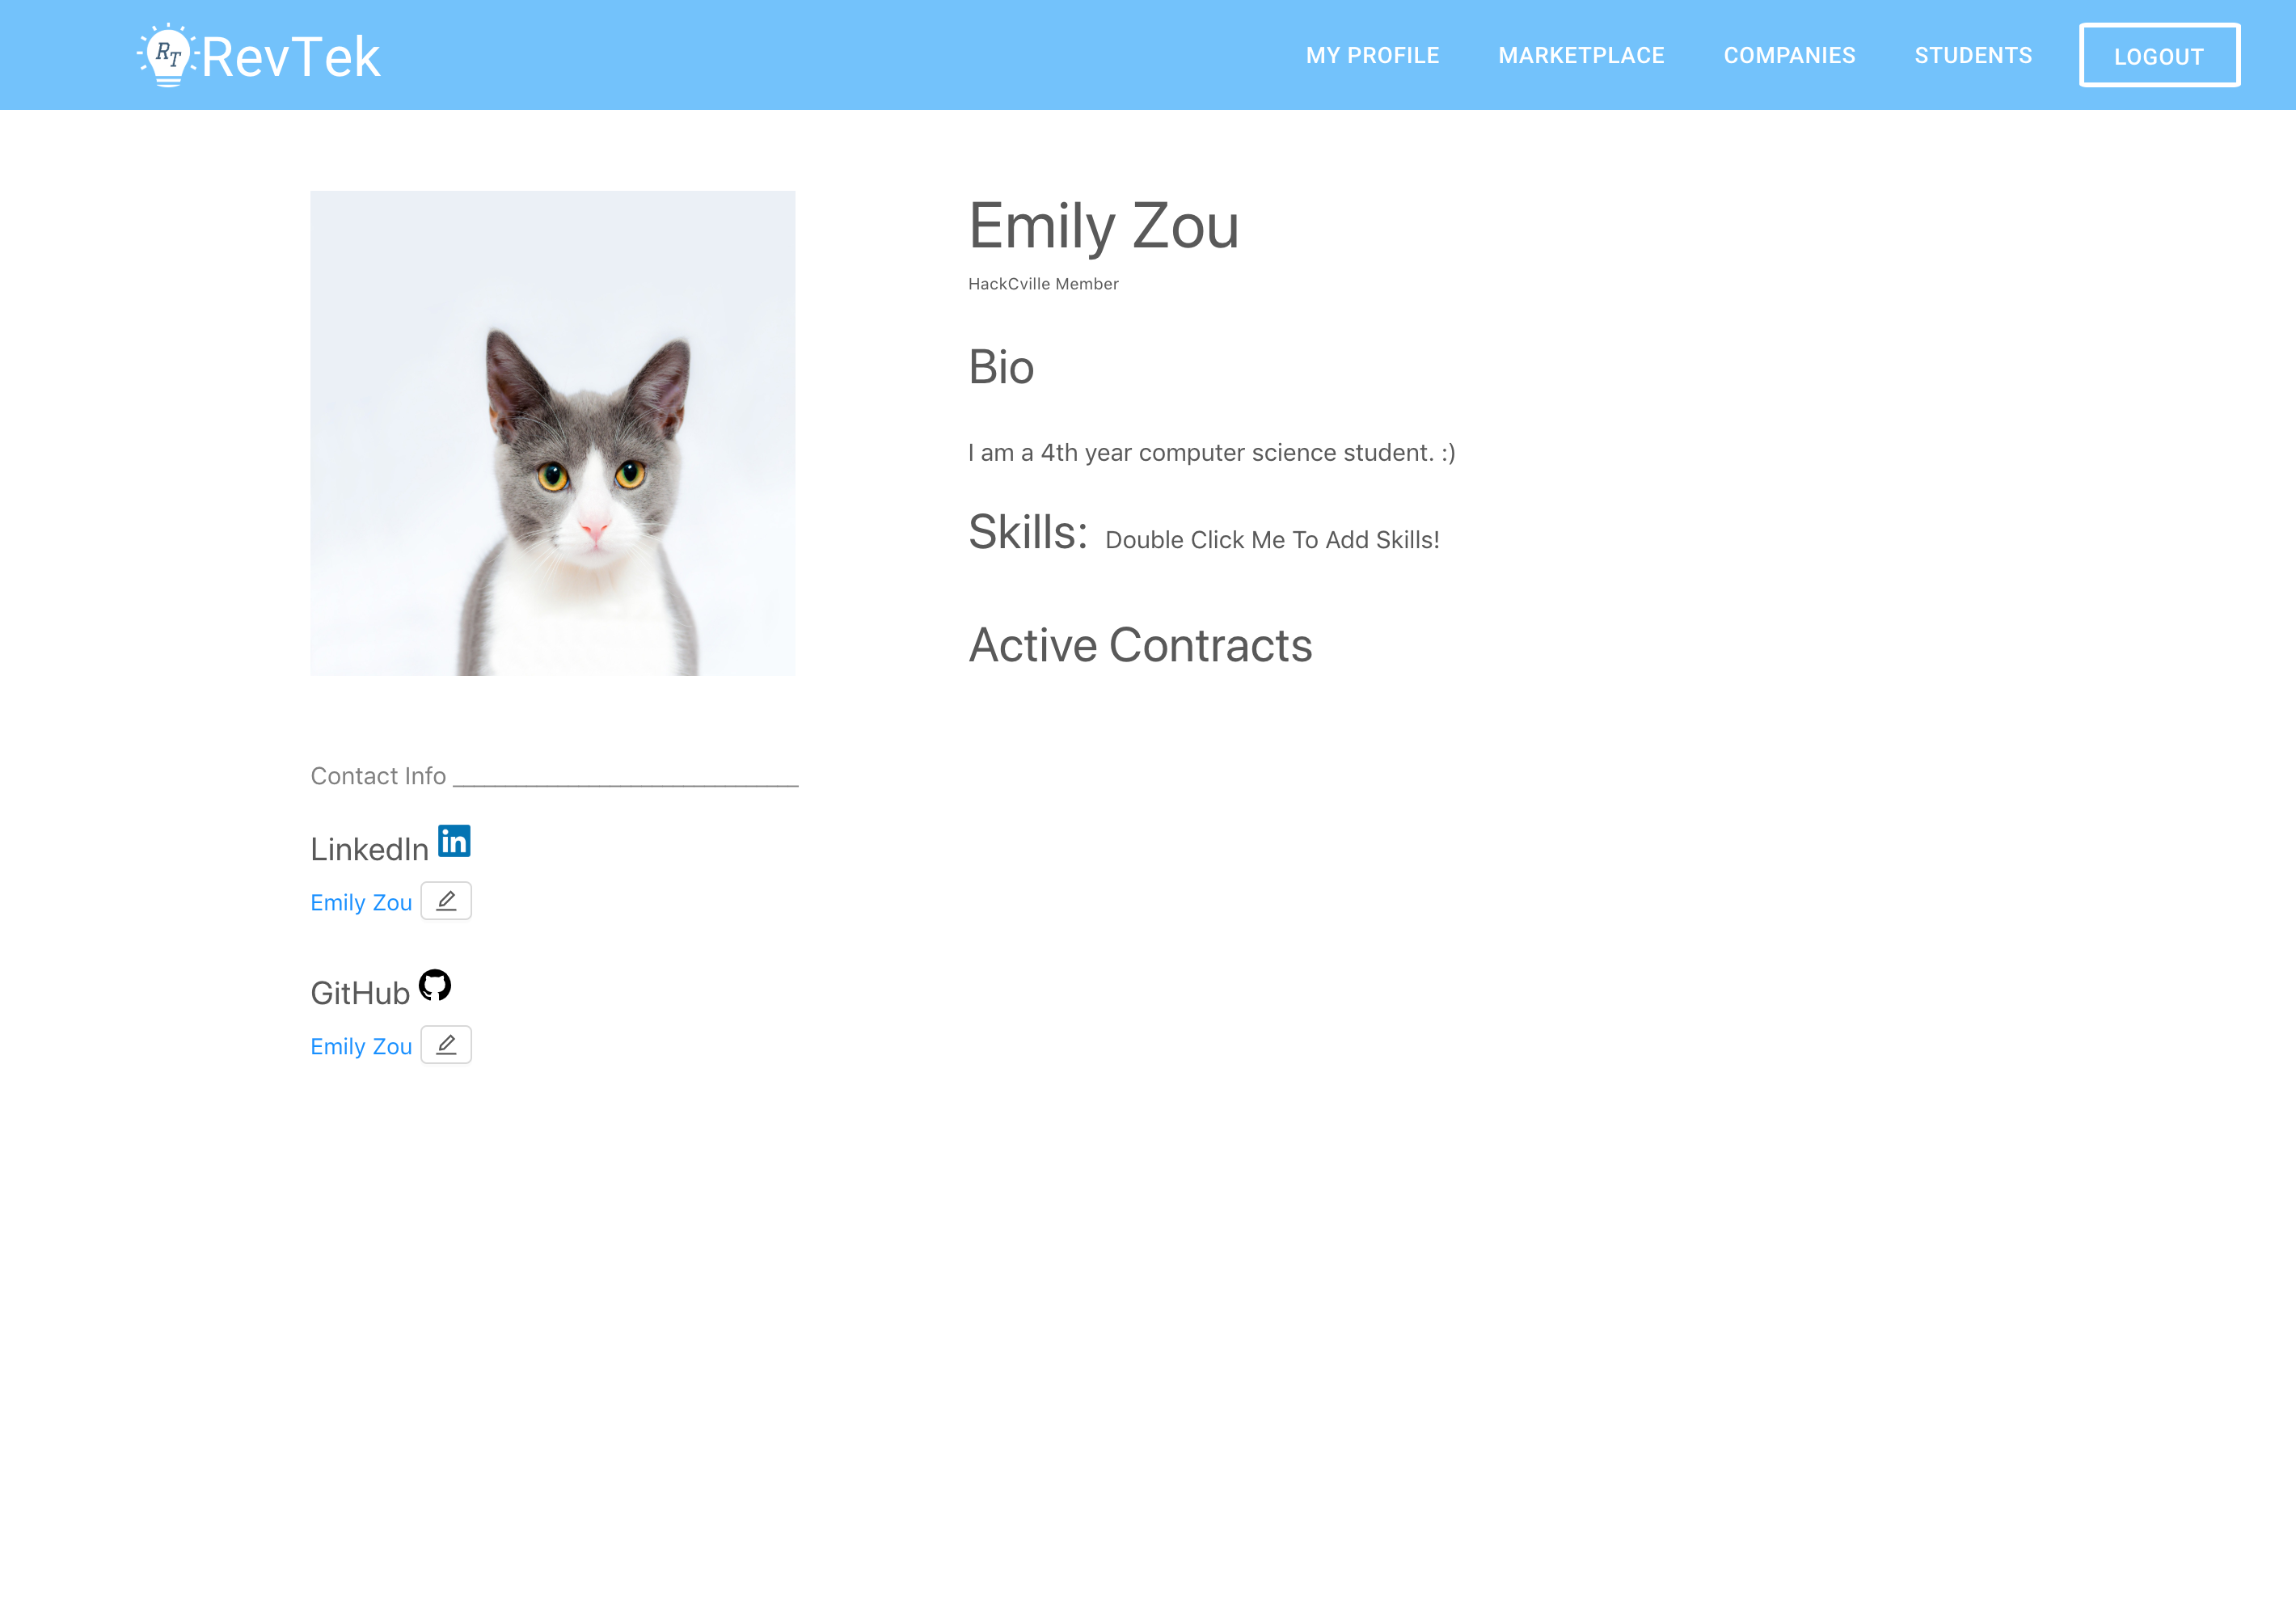 RT RevTek MY PROFILE MARKETPLACE COMPANIES STUDENTS LOGOUT
Emily Zou
HackCville Member
Bio
I am a 4th year computer science student. :)
Skills: Double Click Me To Add Skills!
Active Contracts
Contact Info ____________________________
LinkedIn in
Emily Zou
GitHub
Emily Zou